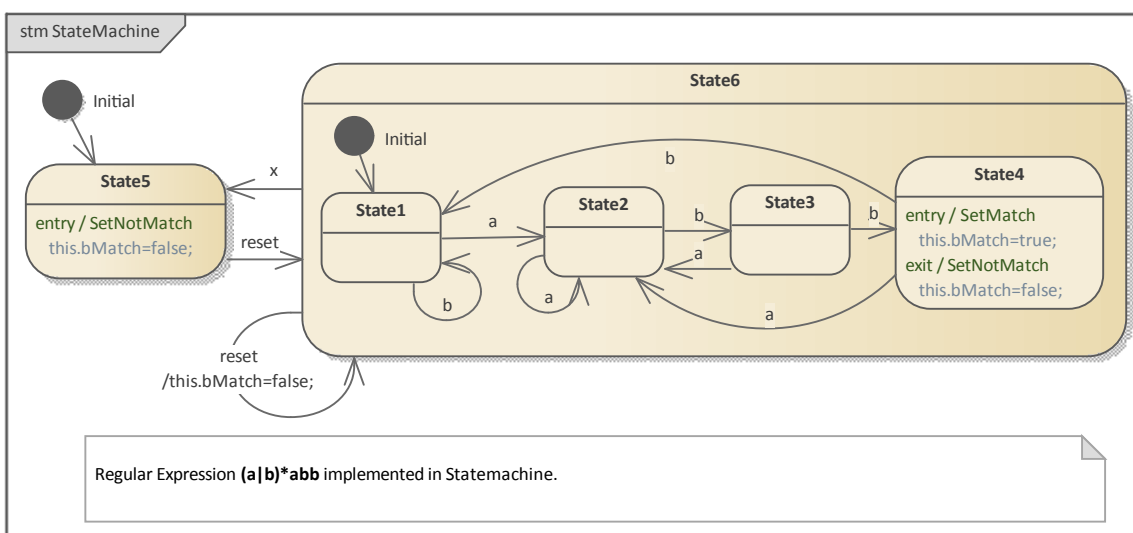 stm StateMachine
Initial
State5
entry / SetNotMatch
this.bMatch=false;
x
reset
State6
Initial
State1
a
b
State2
a
b
a
State3
b
State4
entry / SetMatch
this.bMatch=true;
exit / SetNotMatch
this.bMatch=false;
b
a
reset
/this.bMatch=false;
Regular Expression (a|b)*abb implemented in Statemachine.